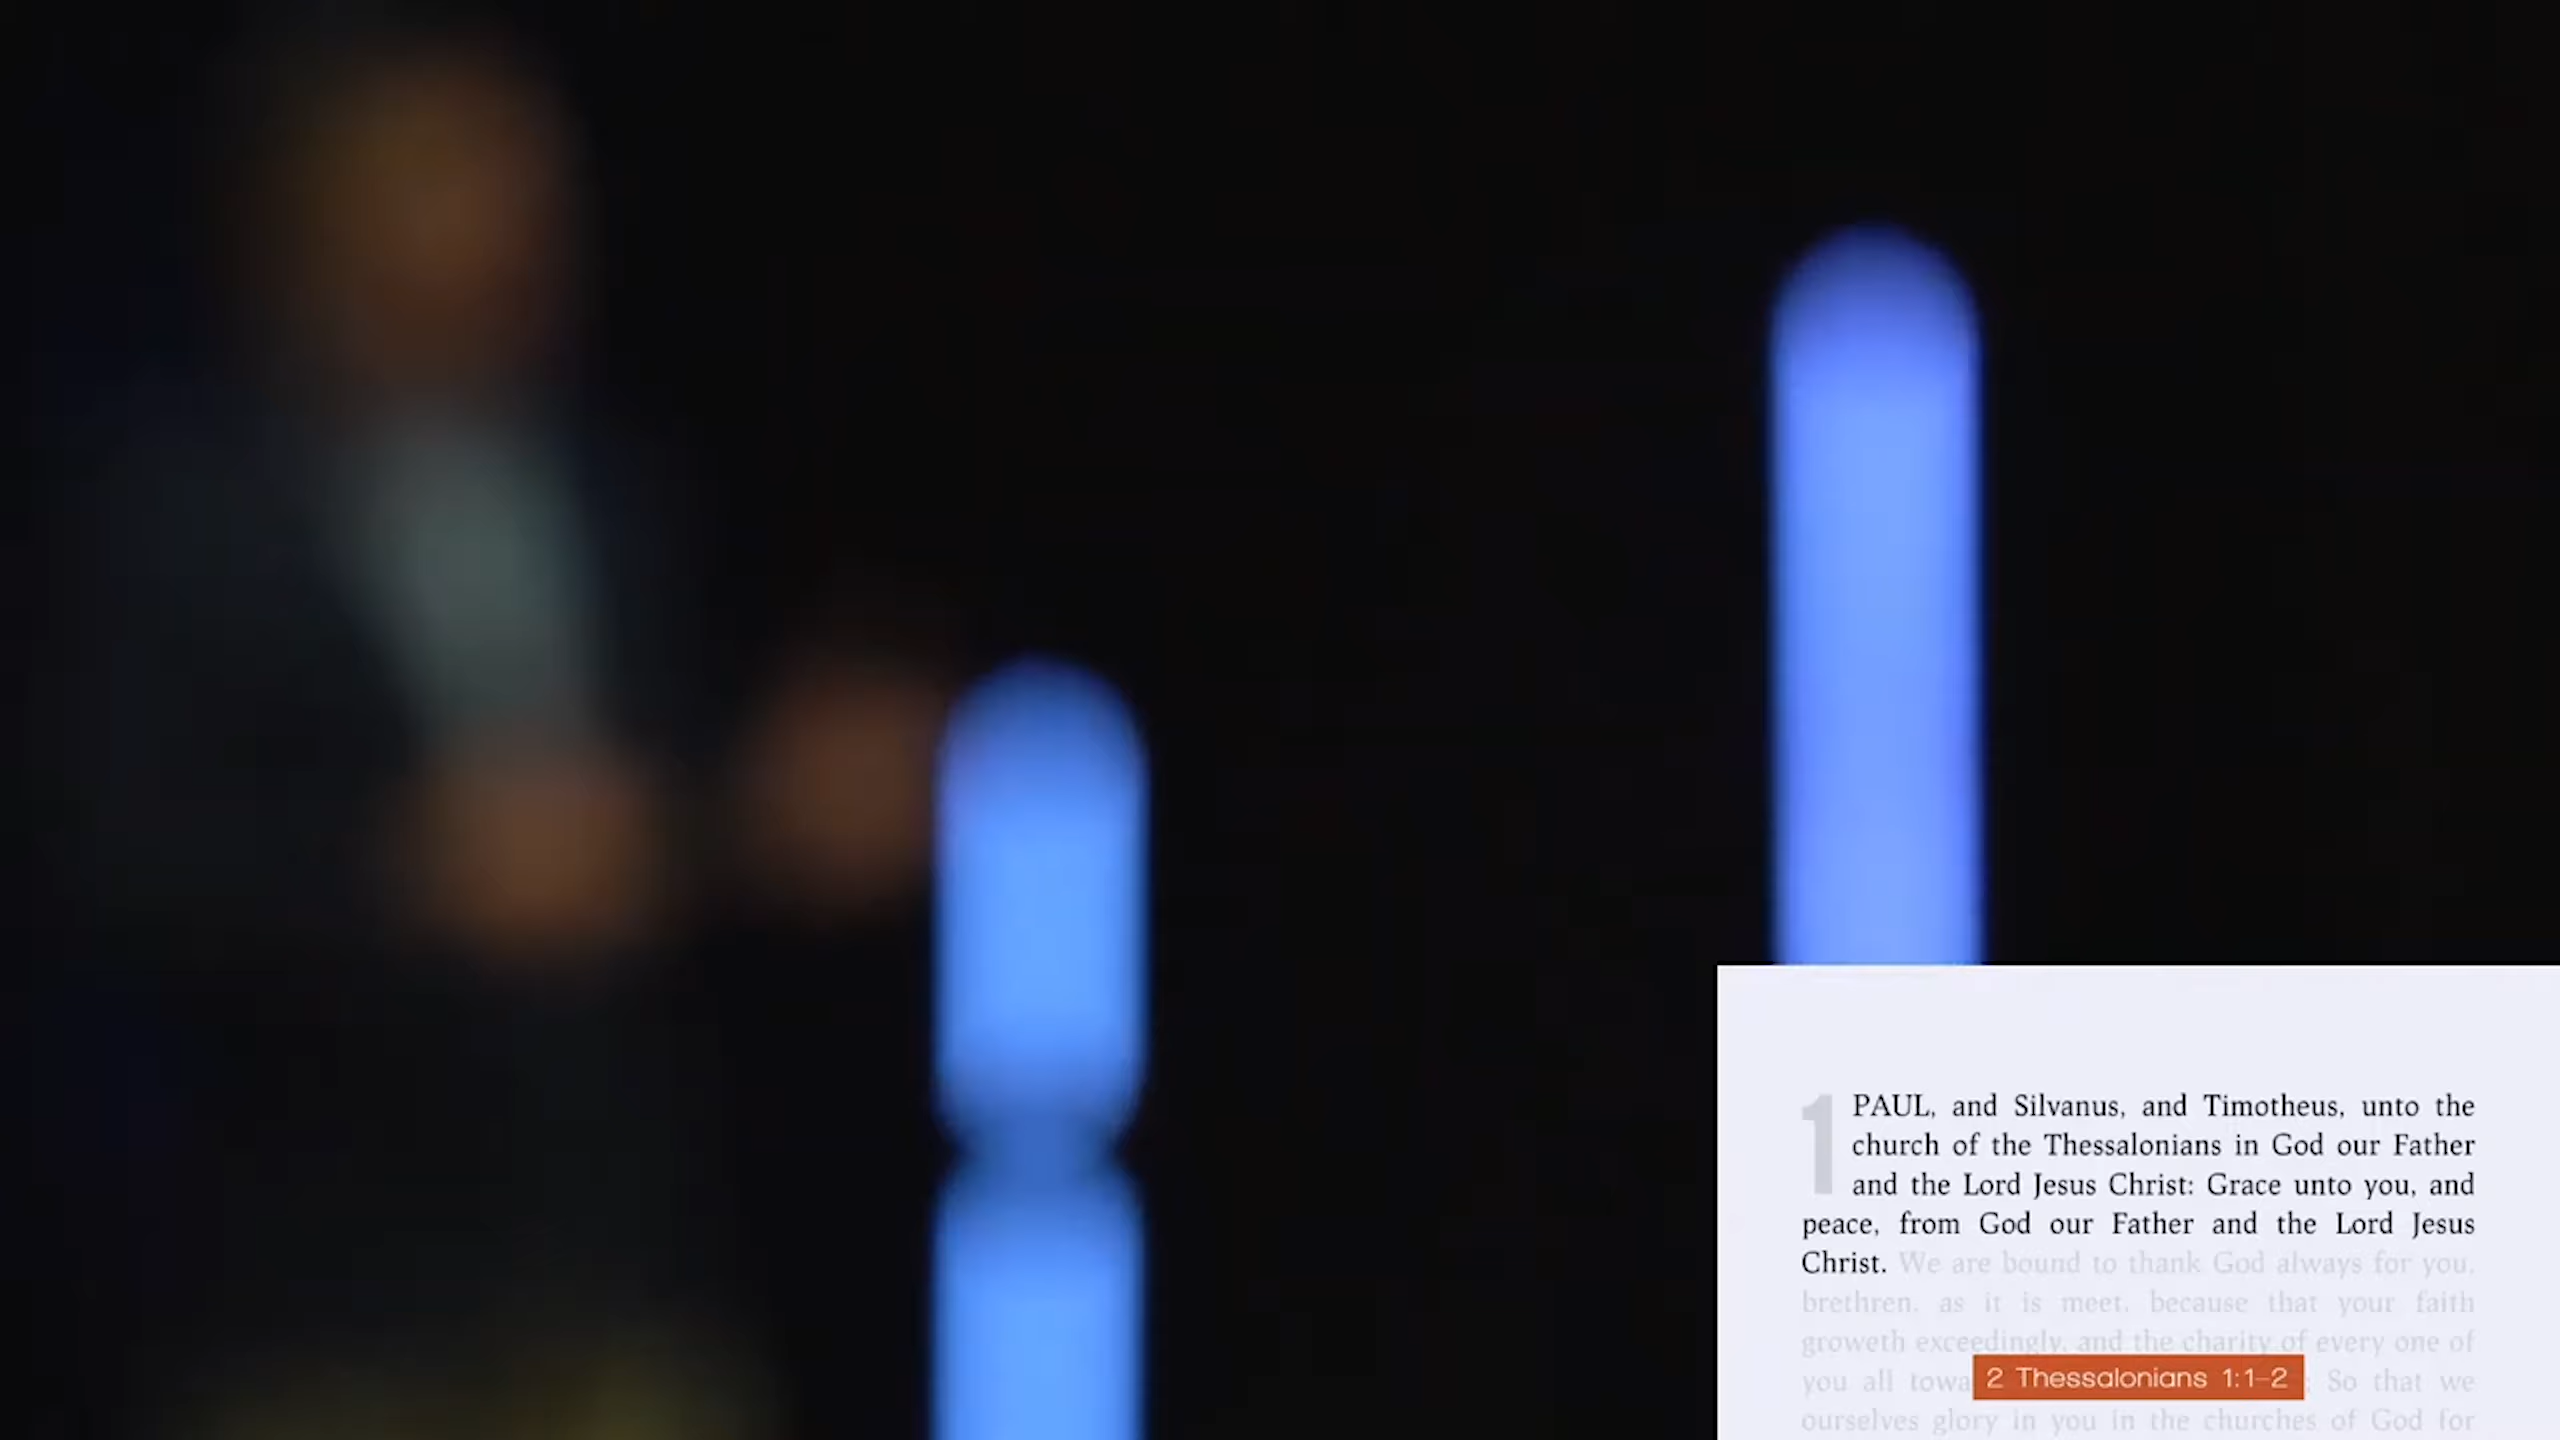 1 PAUL, and Silvanus, and Timotheus, unto the
church of the Thessalonians in God our Father
and the Lord Jesus Christ: Grace unto you, and
peace, from God our Father and the Lord Jesus
Christ. We are bound to thank God always for you,
brethren, as it is meet, because that your faith
groweth exceedingly, and the charity of every one of
you all towa : So that we
2 Thessalonians 1:1-2
ourselves glory in you in the churches of God for